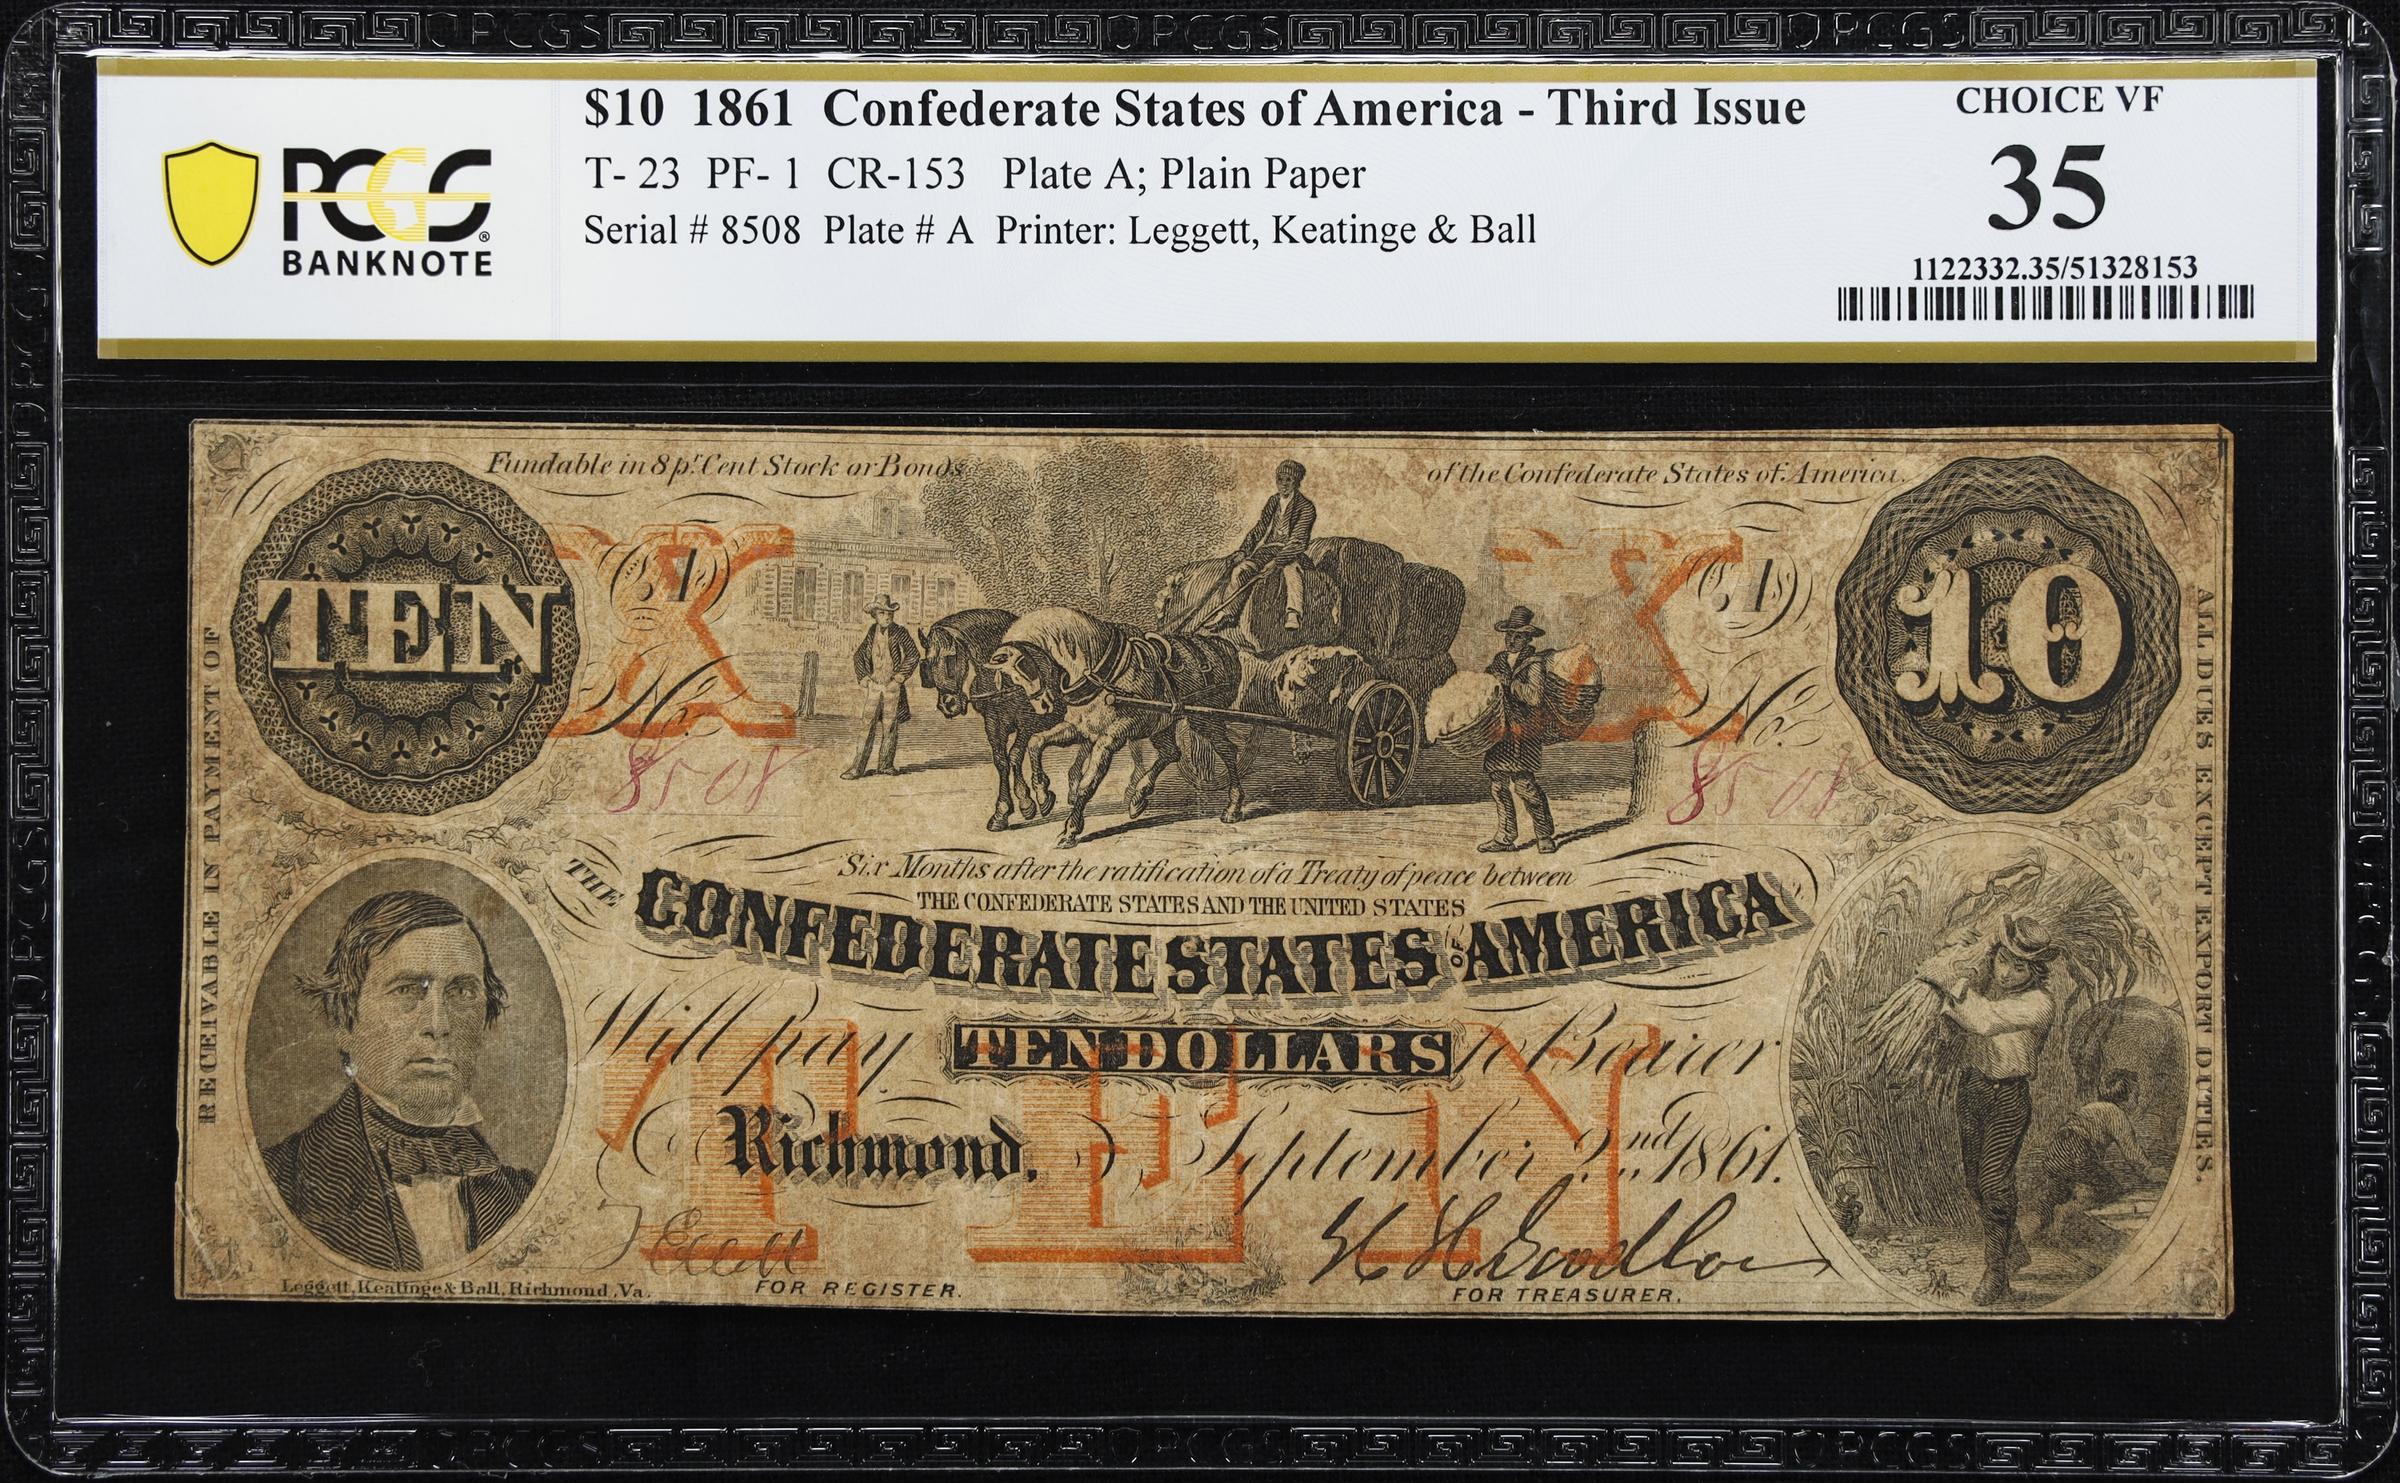 $10 1861 Confederate States of America - Third Issue
T- 23 PF- 1 CR-153 Plate A; Plain Paper
Serial # 8508 Plate # A Printer: Leggett, Keatinge & Ball
PCGS
BANKNOTE
CHOICE VF
35
1122332.35/51328153
Fundable in 8 pr. Cent Stock or Bonds of the Confederate States of America.
TEN
X A
X A
10
No. 8508
No. 8508
RECEIVABLE IN PAYMENT OF
ALL DUES EXCEPT EXPORT DUTIES.
Six Months after the ratification of a Treaty of peace between
THE CONFEDERATE STATES AND THE UNITED STATES
THE CONFEDERATE STATES OF AMERICA
Will pay TEN DOLLARS to Bearer
TEN
Richmond, September 2nd 1861.
FOR REGISTER.
FOR TREASURER.
Leggett, Keatinge & Ball, Richmond, Va.